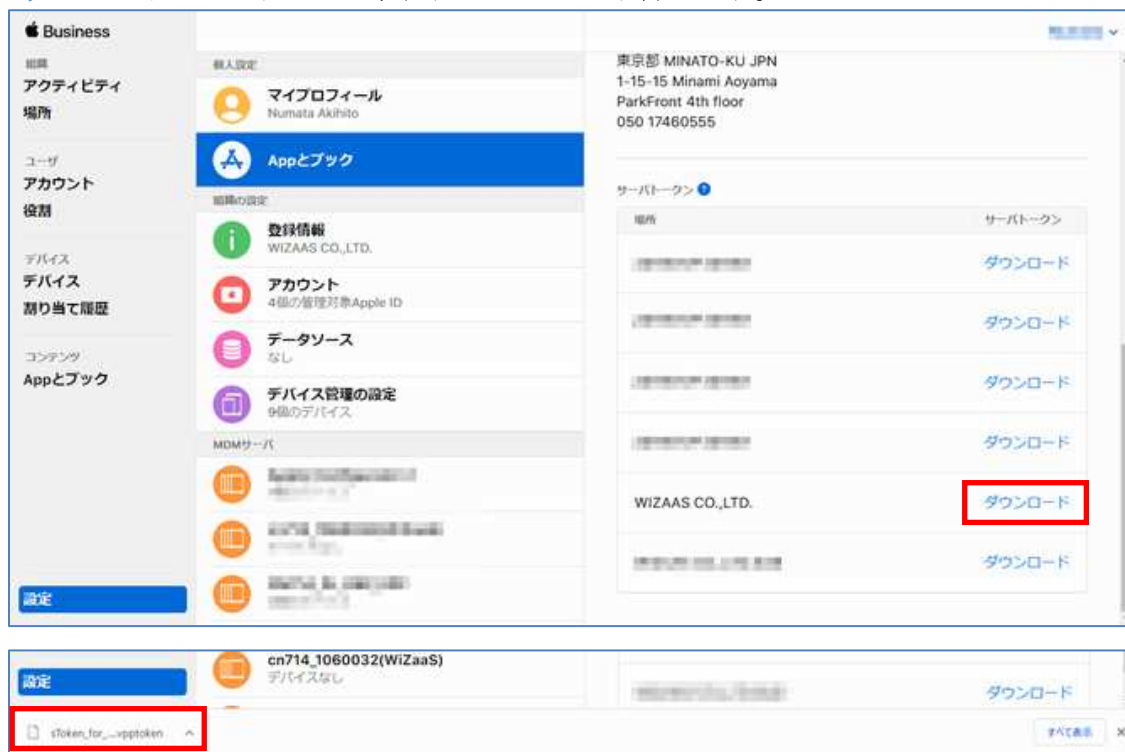 Business
組織
アクティビティ
場所
ユーザ
アカウント
役割
デバイス
デバイス
割り当て履歴
コンテンツ
Appとブック
設定
個人設定
マイプロフィール
Numata Akihito
Appとブック
組織の設定
登録情報
WIZAAS CO.,LTD.
アカウント
4個の管理対象Apple ID
データソース
なし
デバイス管理の設定
9個のデバイス
MDMサーバ
東京都 MINATO-KU JPN
1-15-15 Minami Aoyama
ParkFront 4th floor
050 17460555
サーバトークン
場所 サーバトークン
ダウンロード
ダウンロード
ダウンロード
ダウンロード
WIZAAS CO.,LTD. ダウンロード
ダウンロード
設定
cn714_1060032(WiZaaS)
デバイスなし
ダウンロード
sToken_for_....vpptoken
すべて表示